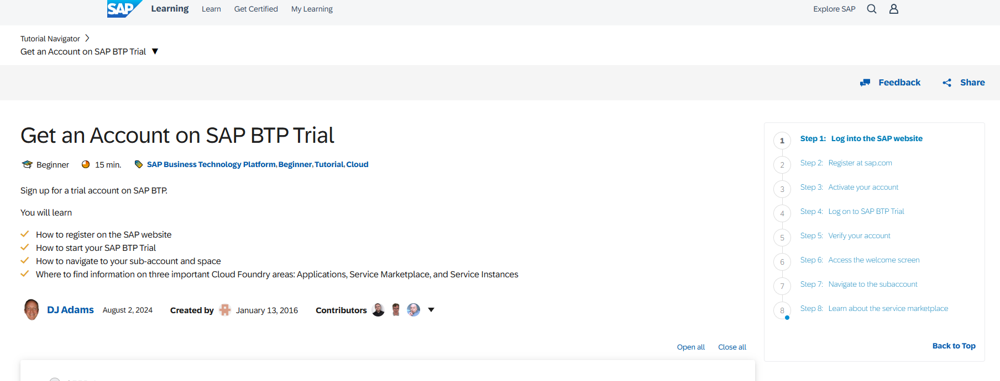 SAP Learning Learn Get Certified My Learning Explore SAP
Tutorial Navigator
Get an Account on SAP BTP Trial
Feedback Share
Get an Account on SAP BTP Trial
Beginner 15 min. SAP Business Technology Platform, Beginner, Tutorial, Cloud
Sign up for a trial account on SAP BTP.
You will learn
How to register on the SAP website
How to start your SAP BTP Trial
How to navigate to your sub-account and space
Where to find information on three important Cloud Foundry areas: Applications, Service Marketplace, and Service Instances
DJ Adams August 2, 2024 Created by January 13, 2016 Contributors
Open all Close all
1 Step 1: Log into the SAP website
2 Step 2: Register at sap.com
3 Step 3: Activate your account
4 Step 4: Log on to SAP BTP Trial
5 Step 5: Verify your account
6 Step 6: Access the welcome screen
7 Step 7: Navigate to the subaccount
8 Step 8: Learn about the service marketplace
Back to Top